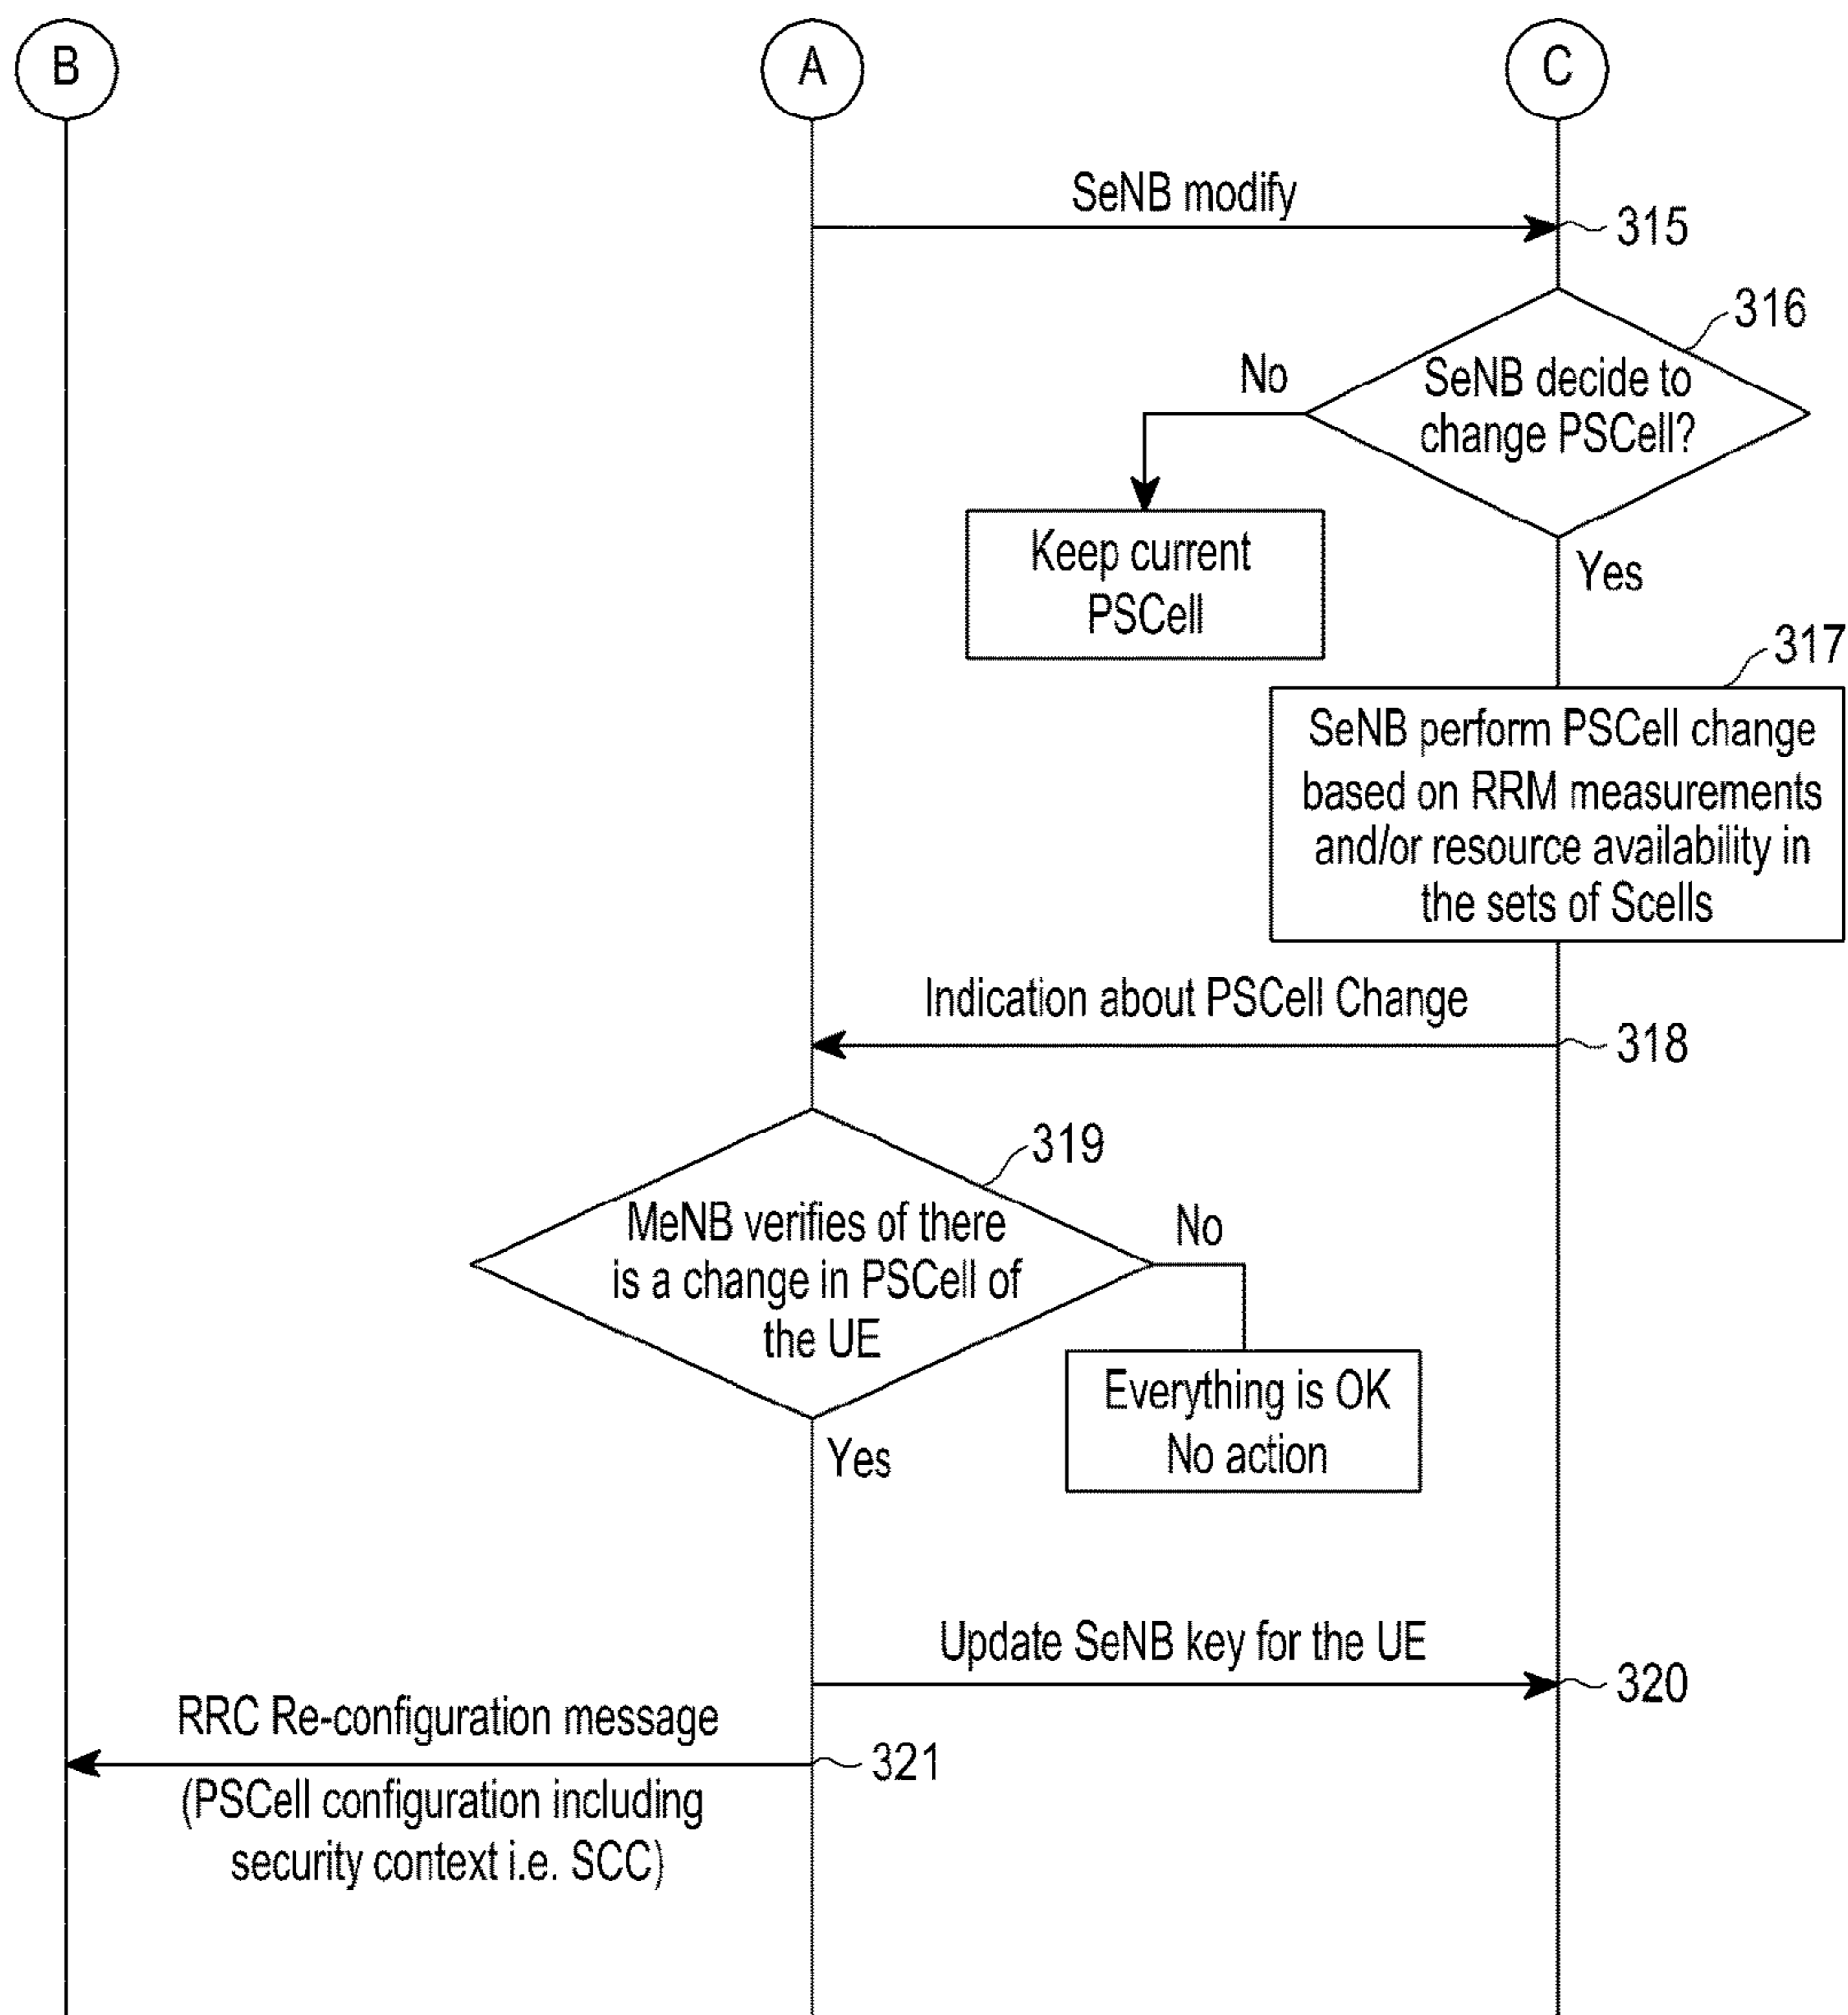 B
A
C
SeNB modify
315
316
No
SeNB decide to
change PSCell?
Keep current
PSCell
Yes
317
SeNB perform PSCell change
based on RRM measurements
and/or resource availability in
the sets of Scells
Indication about PSCell Change
318
319
MeNB verifies of there
is a change in PSCell of
the UE
No
Everything is OK
No action
Yes
Update SeNB key for the UE
320
RRC Re-configuration message
321
(PSCell configuration including
security context i.e. SCC)